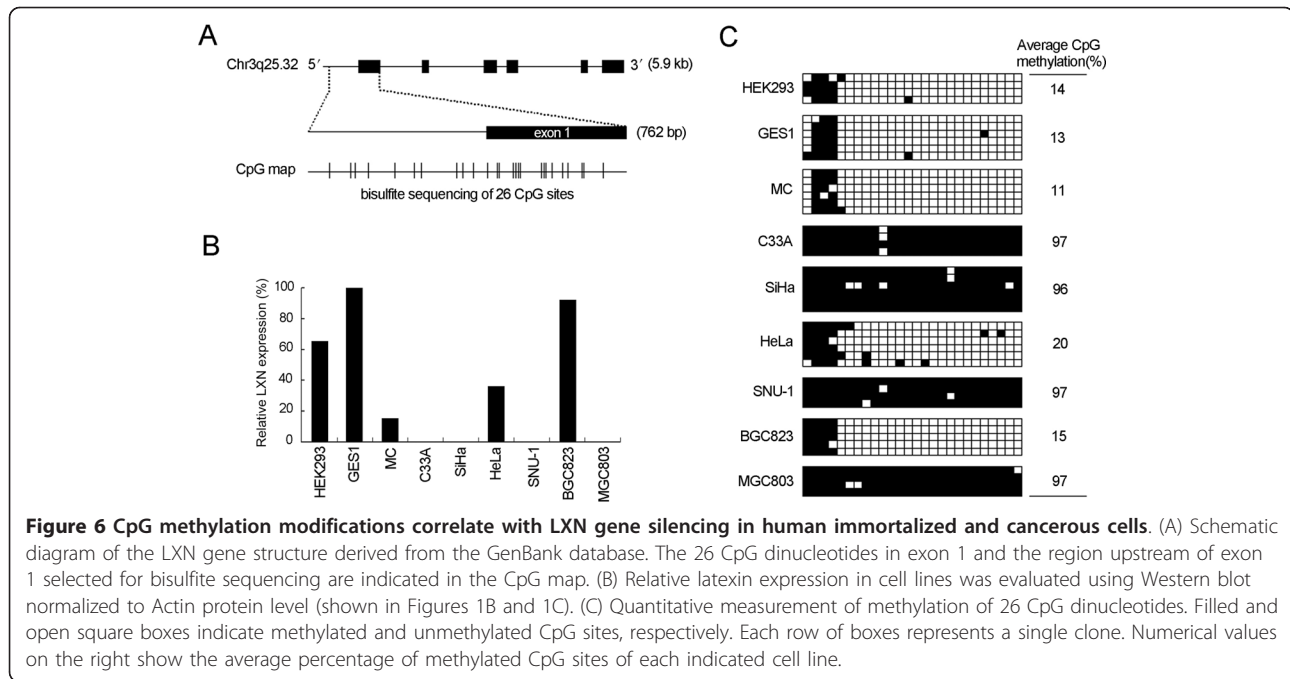 A
Chr3q25.32 5′ 3′ (5.9 kb)
exon 1 (762 bp)
CpG map
bisulfite sequencing of 26 CpG sites
B
Relative LXN expression (%)
100
80
60
40
20
0
HEK293
GES1
MC
C33A
SiHa
HeLa
SNU-1
BGC823
MGC803
C
Average CpG
methylation(%)
HEK293 14
GES1 13
MC 11
C33A 97
SiHa 96
HeLa 20
SNU-1 97
BGC823 15
MGC803 97
Figure 6 CpG methylation modifications correlate with LXN gene silencing in human immortalized and cancerous cells. (A) Schematic
diagram of the LXN gene structure derived from the GenBank database. The 26 CpG dinucleotides in exon 1 and the region upstream of exon
1 selected for bisulfite sequencing are indicated in the CpG map. (B) Relative latexin expression in cell lines was evaluated using Western blot
normalized to Actin protein level (shown in Figures 1B and 1C). (C) Quantitative measurement of methylation of 26 CpG dinucleotides. Filled and
open square boxes indicate methylated and unmethylated CpG sites, respectively. Each row of boxes represents a single clone. Numerical values
on the right show the average percentage of methylated CpG sites of each indicated cell line.